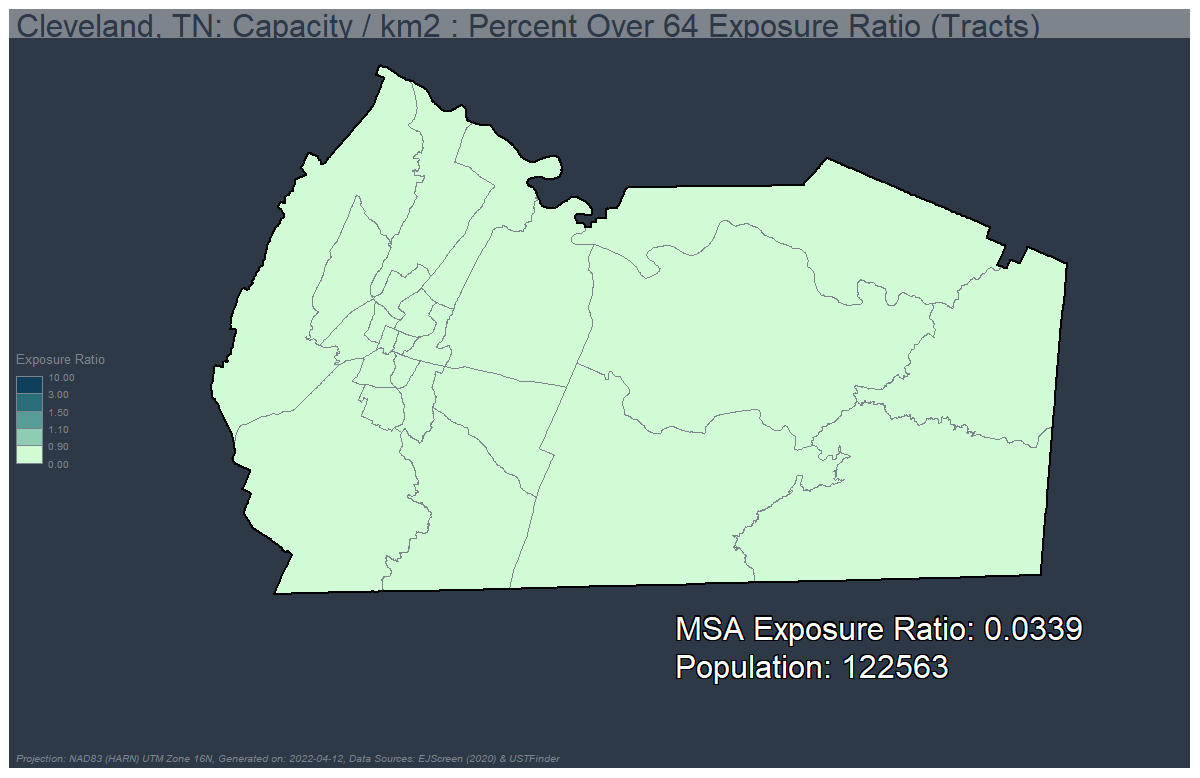 Cleveland, TN: Capacity / km2 : Percent Over 64 Exposure Ratio (Tracts)
Exposure Ratio
10.00
3.00
1.50
1.10
0.90
0.00
MSA Exposure Ratio: 0.0339
Population: 122563
Projection: NAD83 (HARN) UTM Zone 16N, Generated on: 2022-04-12, Data Sources: EJScreen (2020) & USTFinder